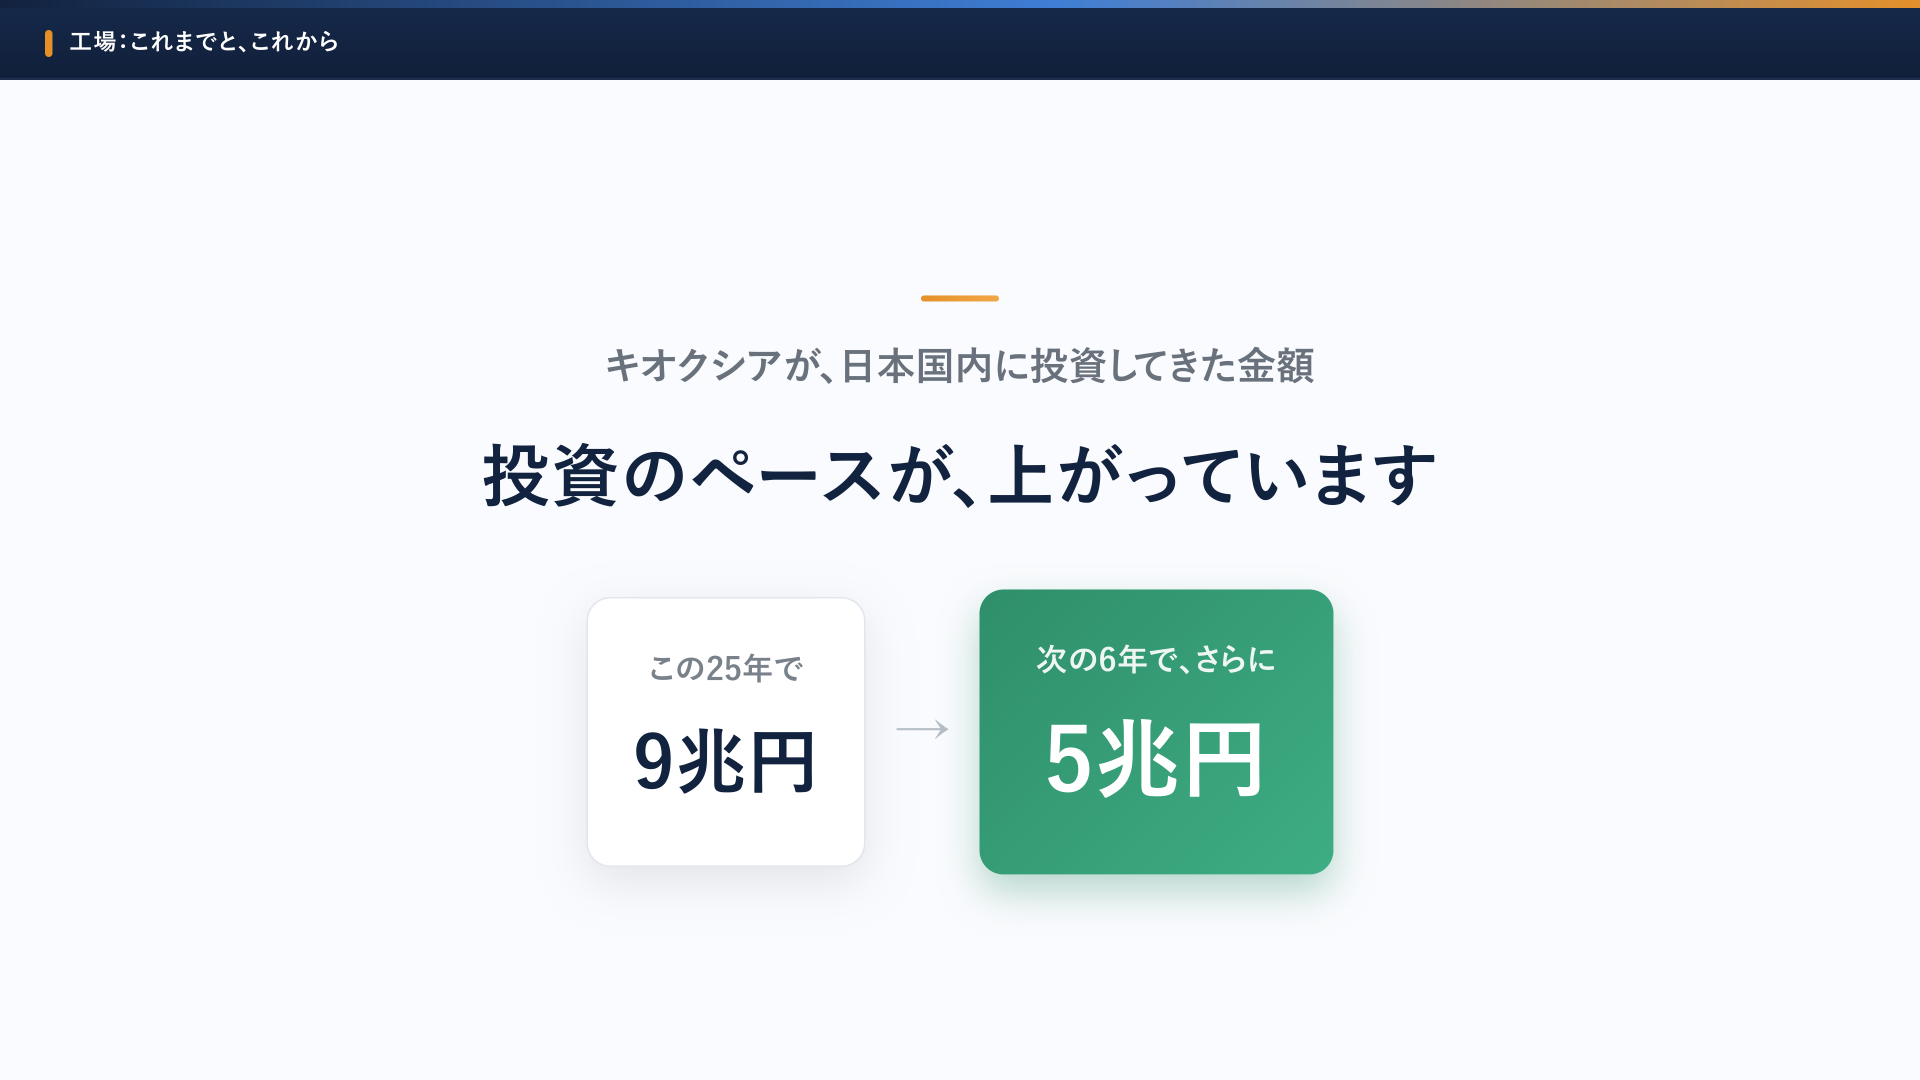 工場：これまでと、これから
キオクシアが、日本国内に投資してきた金額
投資のペースが、上がっています
この25年で
9兆円
→
次の6年で、さらに
5兆円